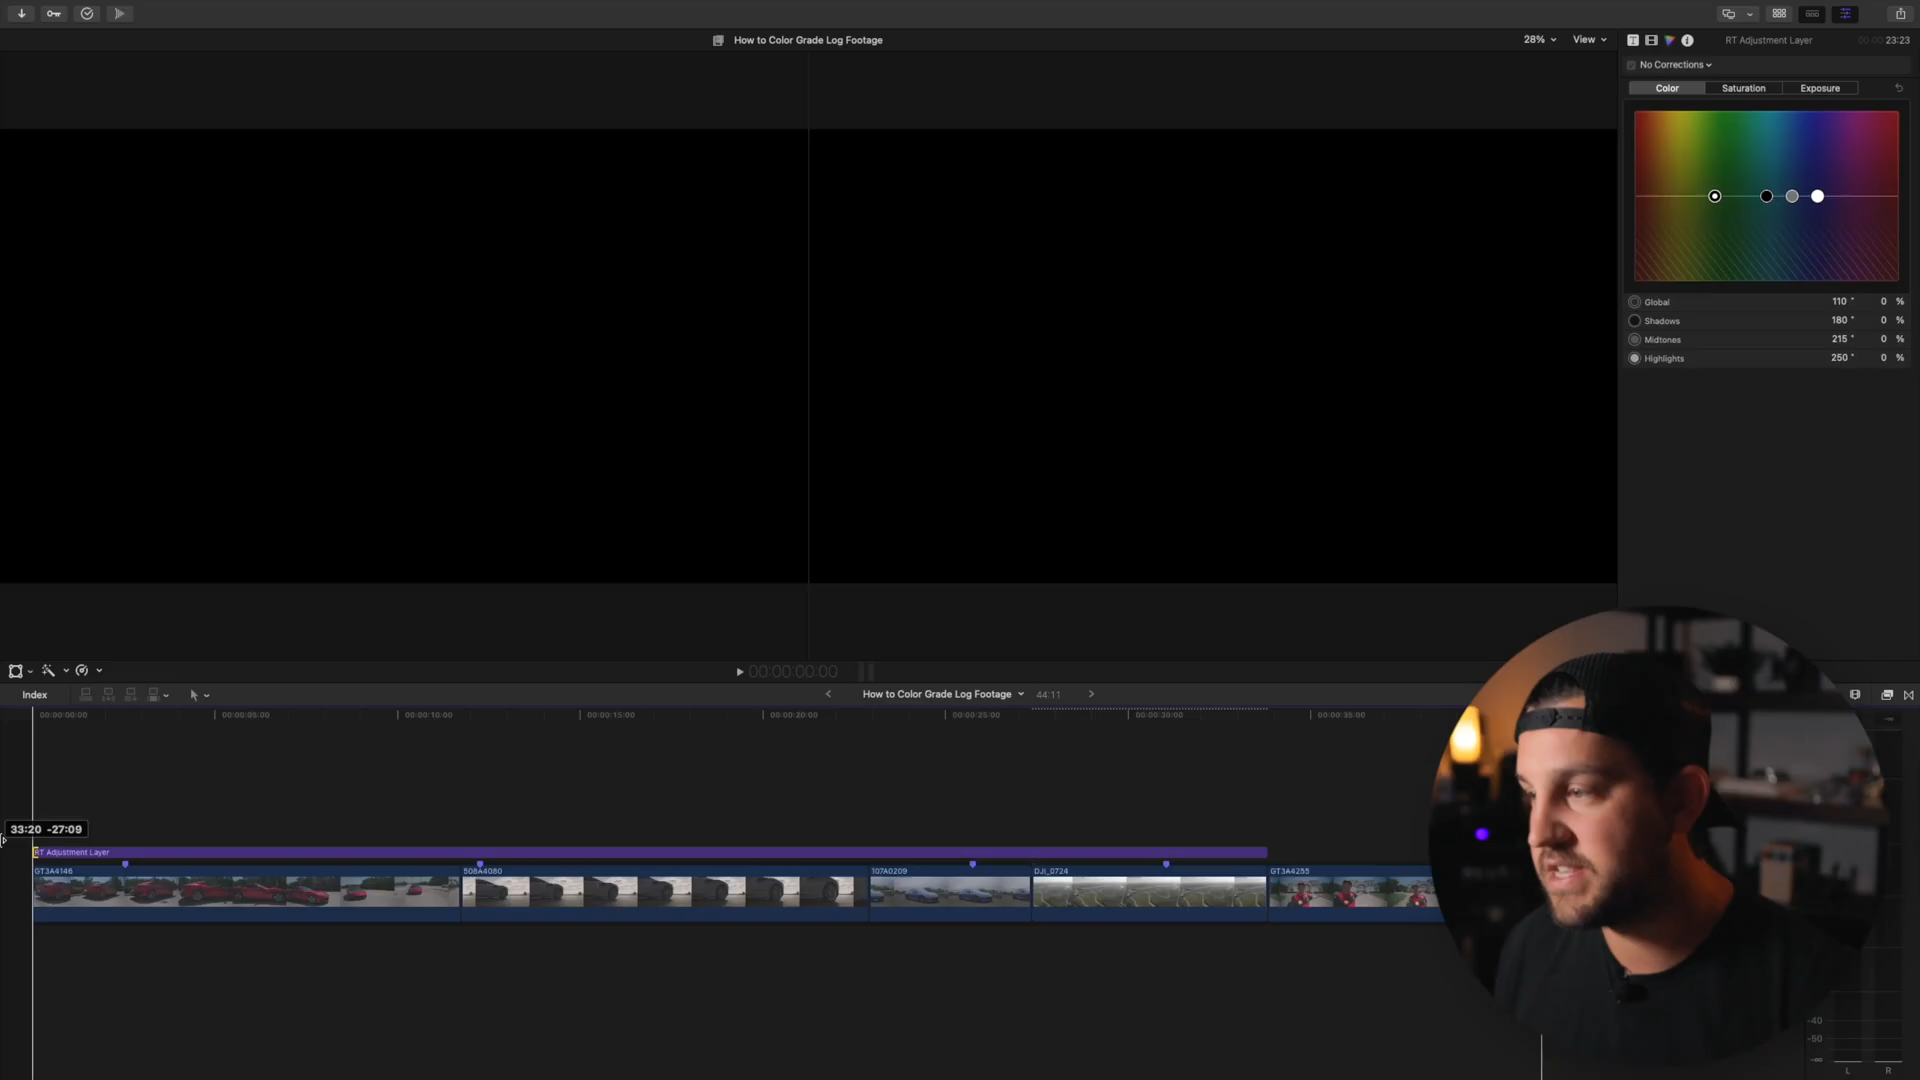 How to Color Grade Log Footage
28%
View
RT Adjustment Layer
00:00:23:23
No Corrections
Color
Saturation
Exposure
Global 110 ° 0 %
Shadows 180 ° 0 %
Midtones 215 ° 0 %
Highlights 250 ° 0 %
00:00:00:00
Index
How to Color Grade Log Footage
44:11
00:00:00:00
00:00:05:00
00:00:10:00
00:00:15:00
00:00:20:00
00:00:25:00
00:00:30:00
00:00:35:00
33:20 -27:09
RT Adjustment Layer
GT3A4146
508A4080
107A0209
DJI_0724
GT3A4255
-40
-50
-∞
L
R